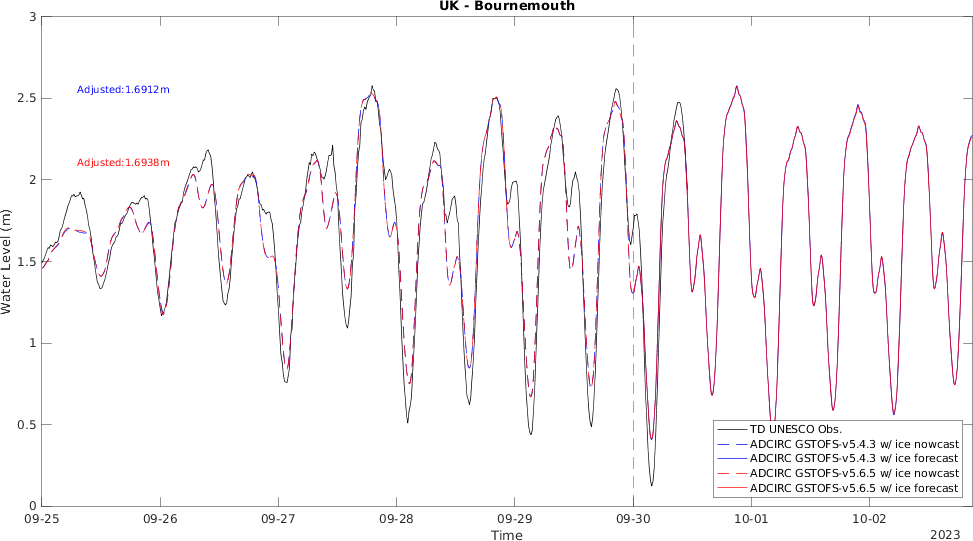 UK - Bournemouth
3
2.5
2
1.5
1
0.5
0
Water Level (m)
Adjusted:1.6912m
Adjusted:1.6938m
TD UNESCO Obs.
ADCIRC GSTOFS-v5.4.3 w/ ice nowcast
ADCIRC GSTOFS-v5.4.3 w/ ice forecast
ADCIRC GSTOFS-v5.6.5 w/ ice nowcast
ADCIRC GSTOFS-v5.6.5 w/ ice forecast
09-25 09-26 09-27 09-28 09-29 09-30 10-01 10-02
Time
2023